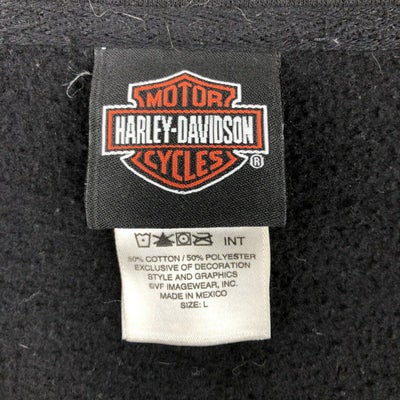 MOTOR
HARLEY-DAVIDSON
CYCLES
®
INT
50% COTTON / 50% POLYESTER
EXCLUSIVE OF DECORATION
STYLE AND GRAPHICS
©VF IMAGEWEAR, INC.
MADE IN MEXICO
SIZE: L